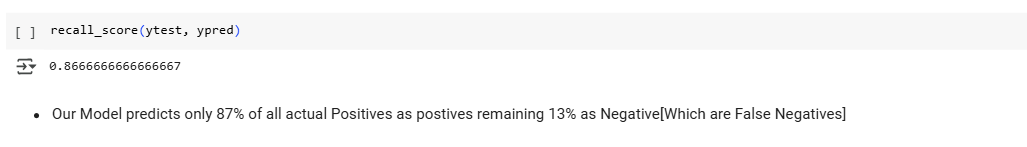 [ ] recall_score(ytest, ypred)
0.8666666666666667
• Our Model predicts only 87% of all actual Positives as postives remaining 13% as Negative[Which are False Negatives]